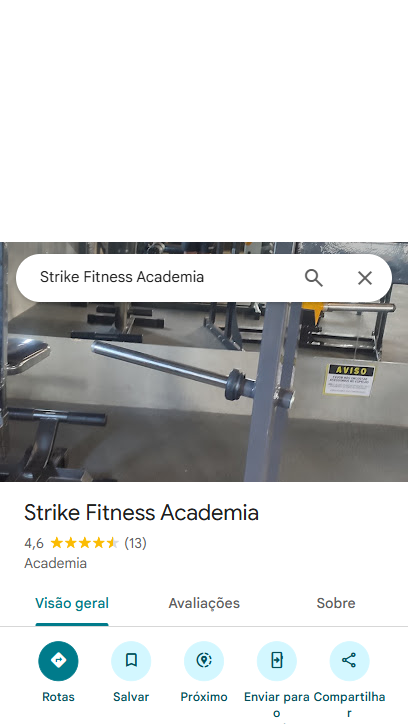 Strike Fitness Academia
AVISO
Strike Fitness Academia
4,6 (13)
Academia
Visão geral Avaliações Sobre
Rotas Salvar Próximo Enviar para o Compartilhar